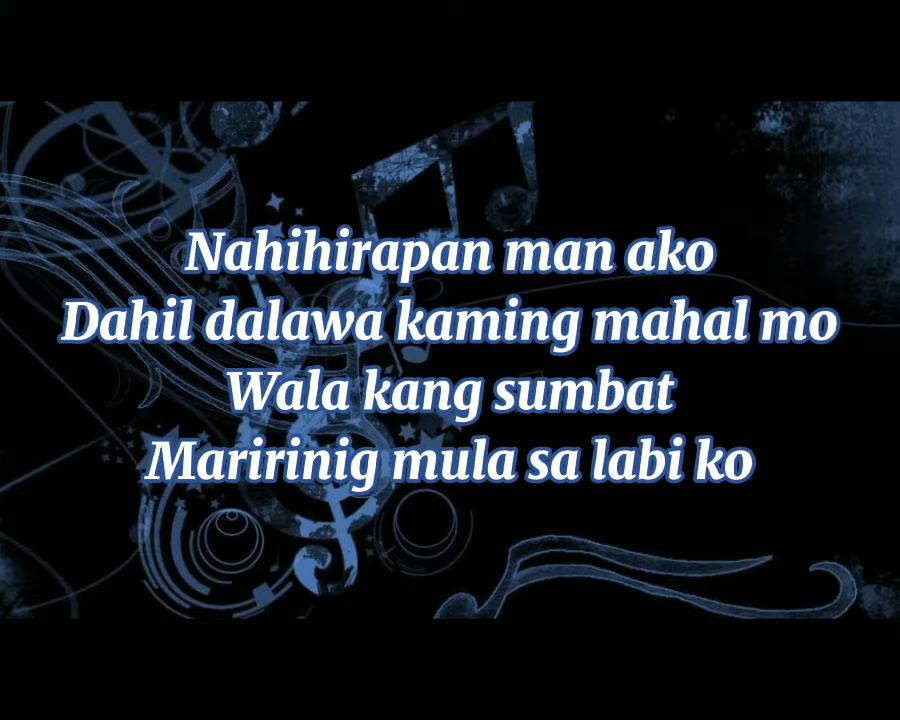 Nahihirapan man ako
Dahil dalawa kaming mahal mo
Wala kang sumbat
Maririnig mula sa labi ko